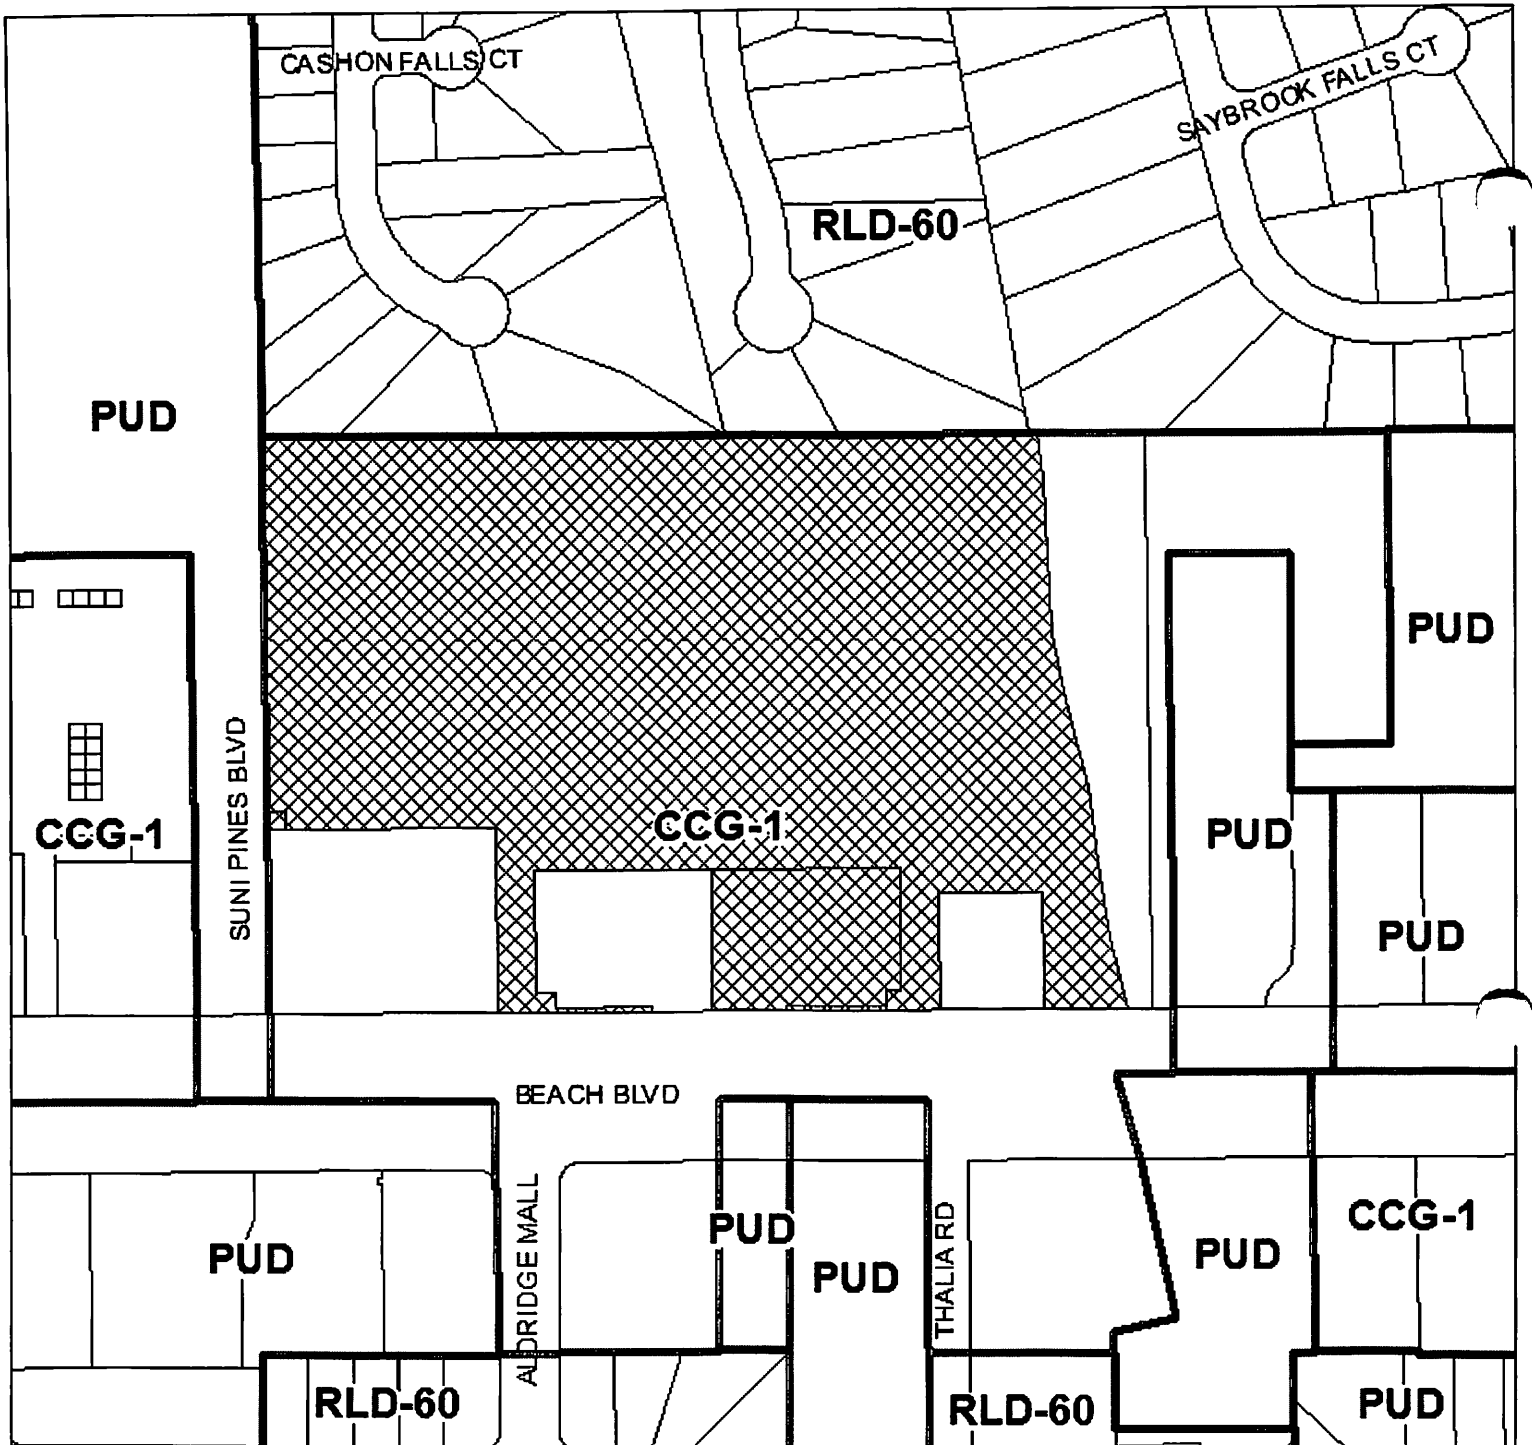 CASHON FALLS CT
SAYBROOK FALLS CT
RLD-60
PUD
PUD
SUNI PINES BLVD
CCG-1
CCG-1
PUD
PUD
BEACH BLVD
ALDRIDGE MALL
PUD
THALIA RD
CCG-1
PUD
PUD
PUD
RLD-60
RLD-60
PUD